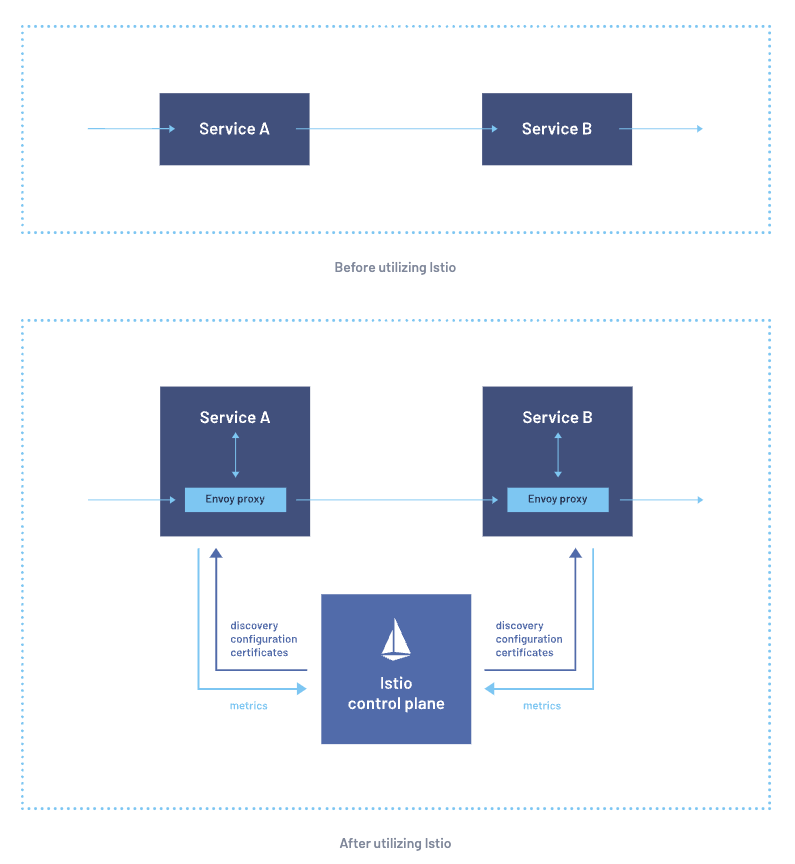 Service A
Service B
Before utilizing Istio
Service A
Service B
Envoy proxy
Envoy proxy
discovery
configuration
certificates
discovery
configuration
certificates
Istio
control plane
metrics
metrics
After utilizing Istio